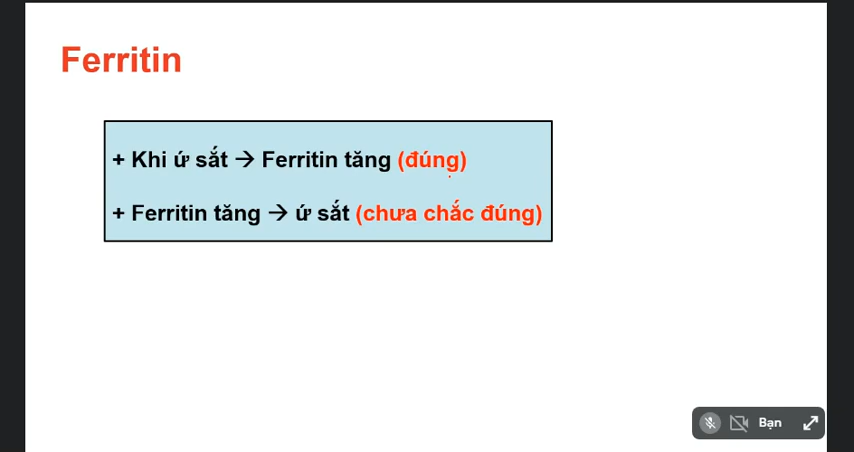 Ferritin
+ Khi ứ sắt → Ferritin tăng (đúng)
+ Ferritin tăng → ứ sắt (chưa chắc đúng)
Bạn